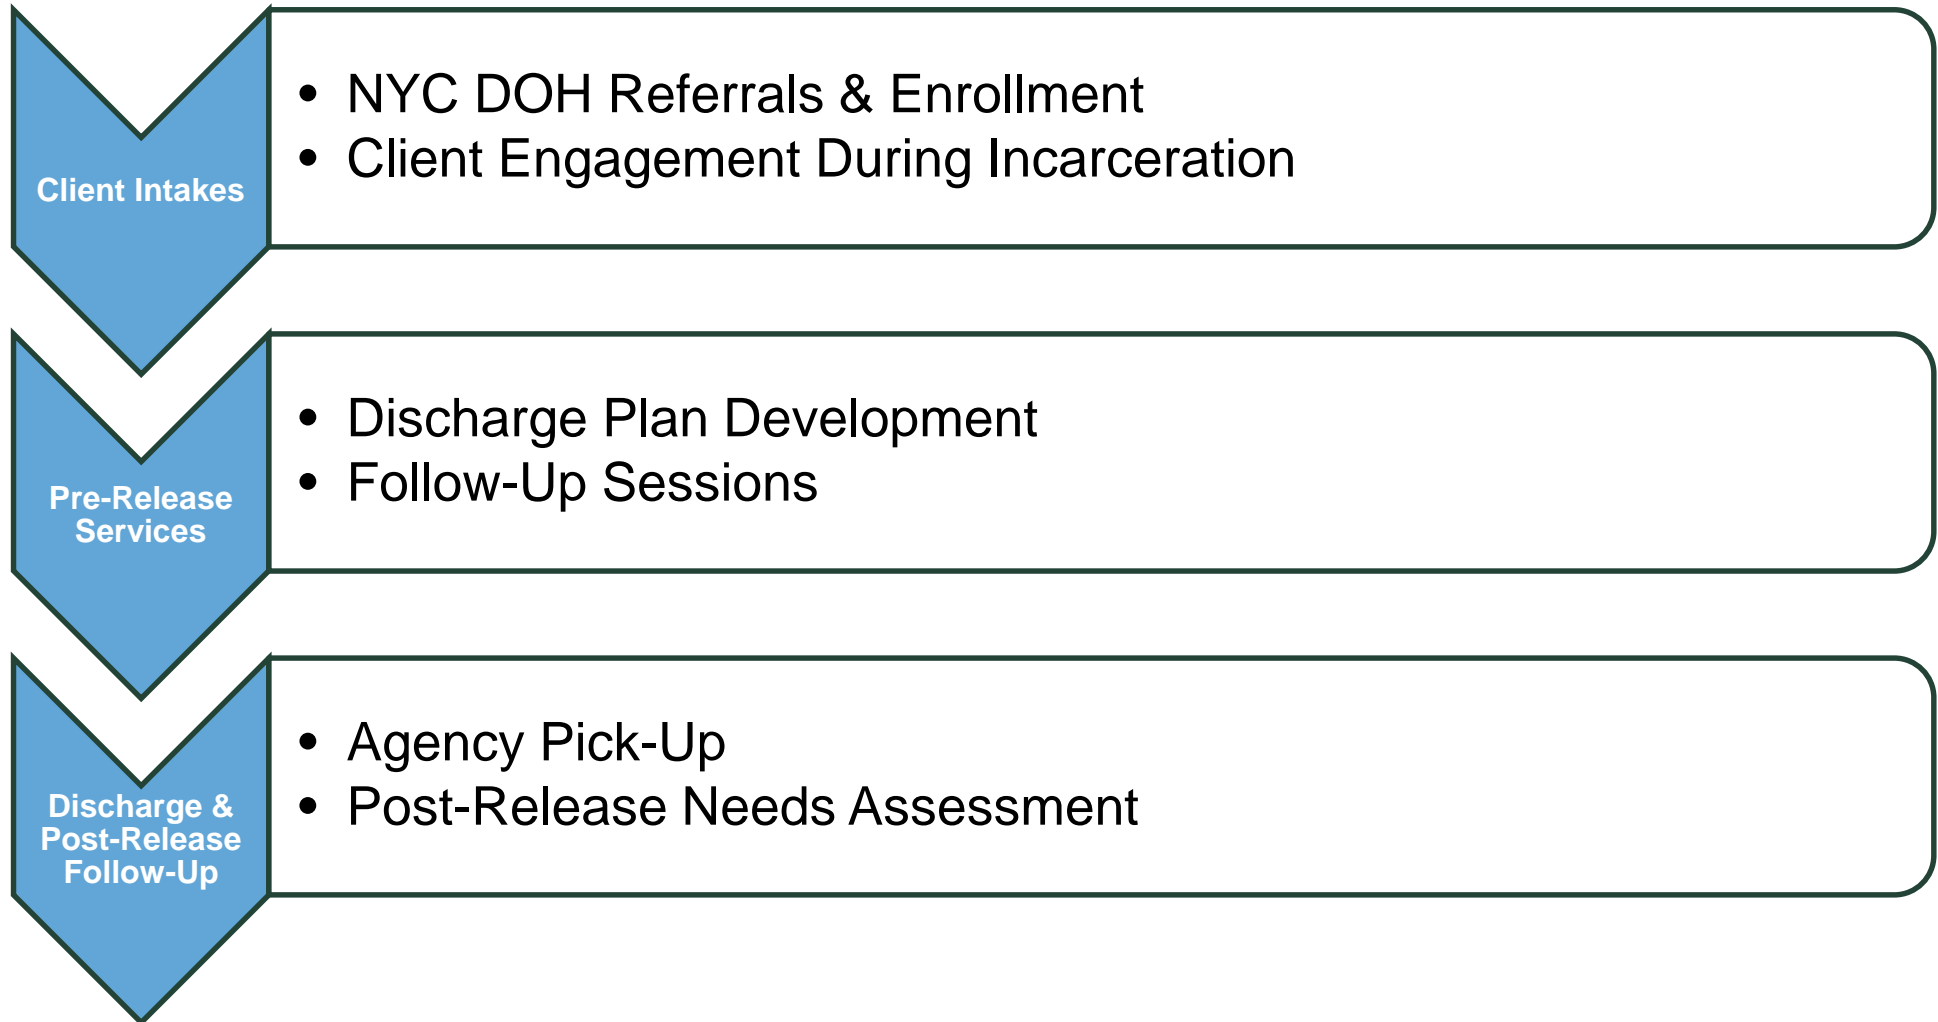 Client Intakes
• NYC DOH Referrals & Enrollment
• Client Engagement During Incarceration
Pre-Release
Services
• Discharge Plan Development
• Follow-Up Sessions
Discharge &
Post-Release
Follow-Up
• Agency Pick-Up
• Post-Release Needs Assessment